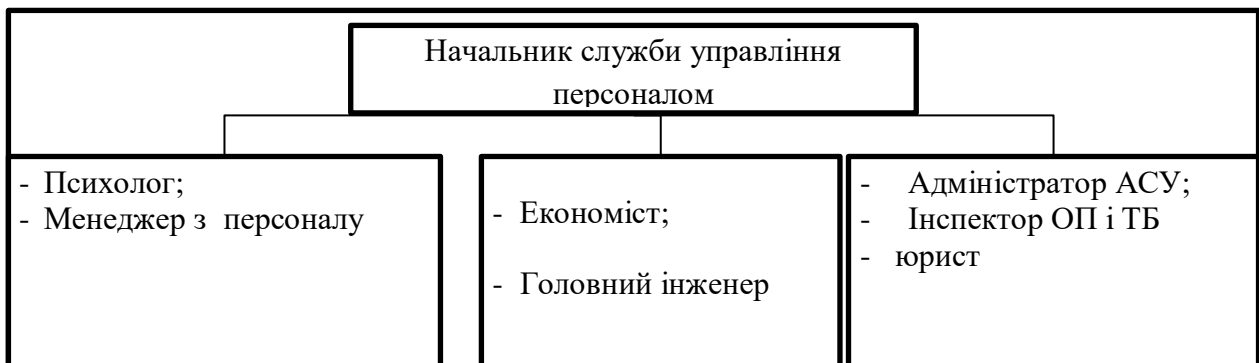 Начальник служби управління
персоналом
- Психолог;
- Менеджер з персоналу
- Економіст;
- Головний інженер
- Адміністратор АСУ;
- Інспектор ОП і ТБ
- юрист